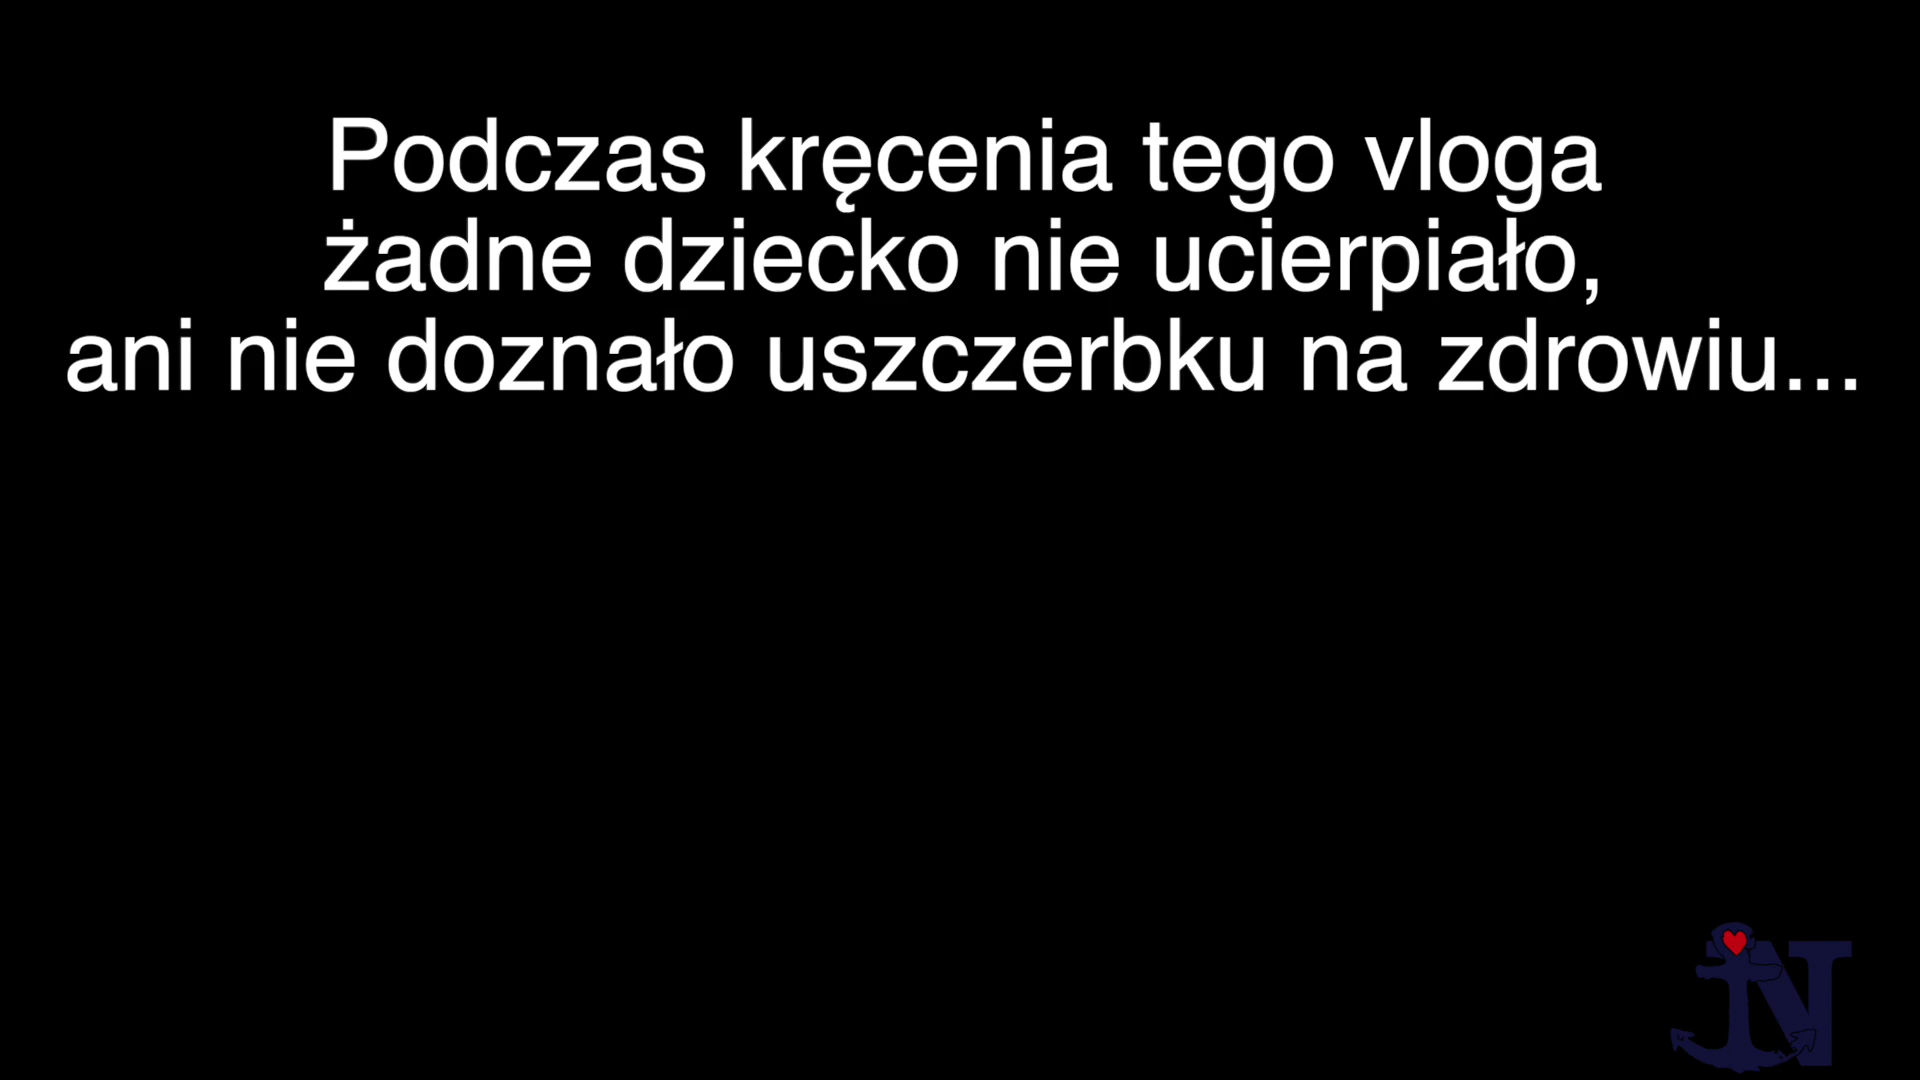 Podczas kręcenia tego vloga
żadne dziecko nie ucierpiało,
ani nie doznało uszczerbku na zdrowiu...
N